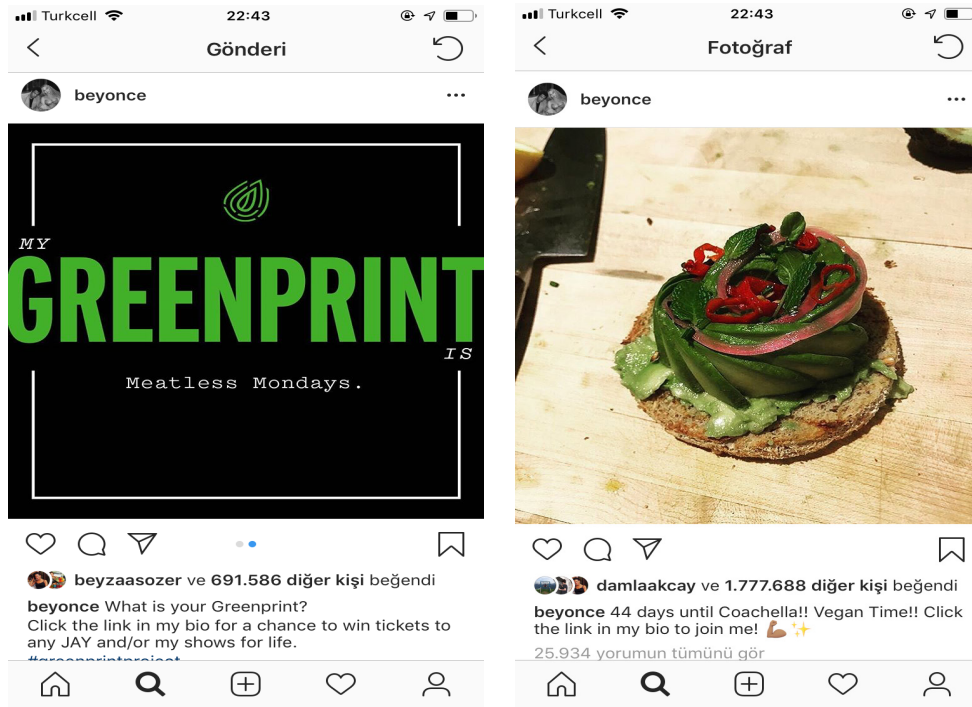 Turkcell 22:43
Gönderi
beyonce
MY
GREENPRINT
IS
Meatless Mondays.
beyzaasozer ve 691.586 diğer kişi beğendi
beyonce What is your Greenprint?
Click the link in my bio for a chance to win tickets to
any JAY and/or my shows for life.
#greenprintproject
Turkcell 22:43
Fotoğraf
beyonce
damlaakcay ve 1.777.688 diğer kişi beğendi
beyonce 44 days until Coachella!! Vegan Time!! Click
the link in my bio to join me! 💪🏽✨
25.934 yorumun tümünü gör